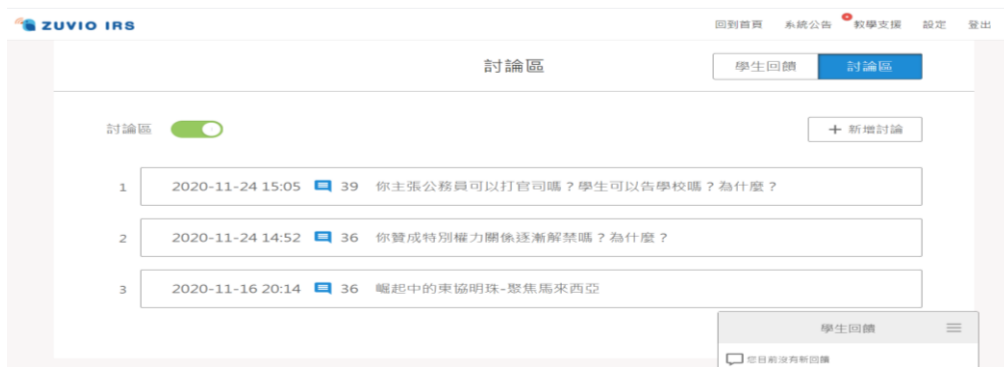 ZUVIO IRS 回到首頁 系統公告 教學支援 設定 登出
討論區 學生回饋 討論區
討論區 + 新增討論
1 2020-11-24 15:05 39 你主張公務員可以打官司嗎？學生可以告學校嗎？為什麼？
2 2020-11-24 14:52 36 你贊成特別權力關係逐漸解禁嗎？為什麼？
3 2020-11-16 20:14 36 崛起中的東協明珠-聚焦馬來西亞
學生回饋
您目前沒有新回饋